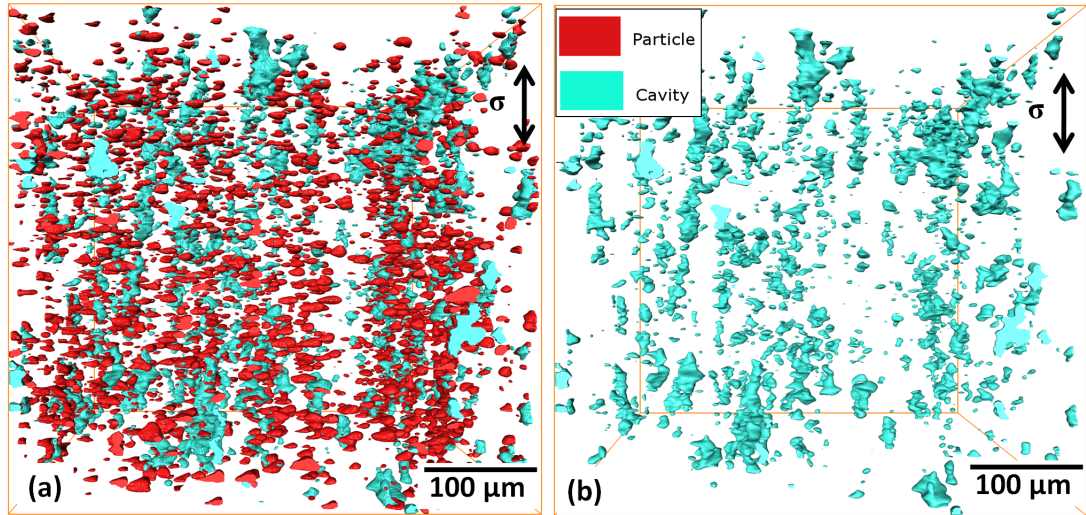 Particle
Cavity
σ
σ
(a)
100 µm
(b)
100 µm